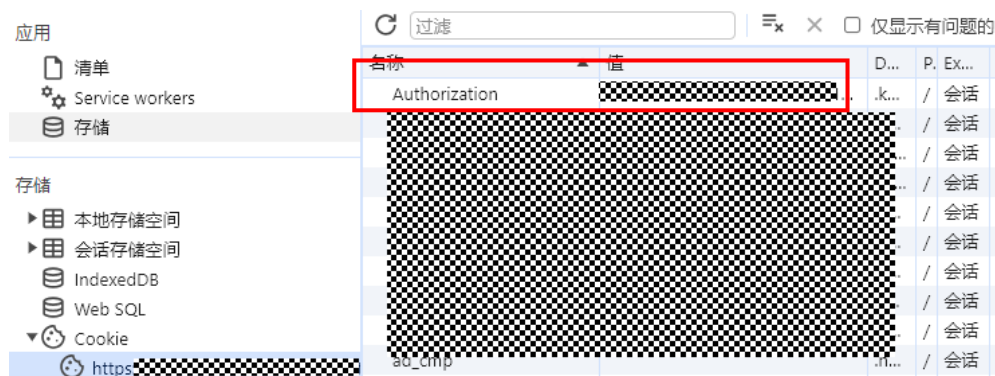 应用
清单
Service workers
存储
存储
本地存储空间
会话存储空间
IndexedDB
Web SQL
Cookie
https
过滤
仅显示有问题的
名称 值 D... P. Ex...
Authorization ... .k... / 会话
/ 会话
/ 会话
/ 会话
/ 会话
/ 会话
/ 会话
/ 会话
/ 会话
ad_cmp .n... / 会话